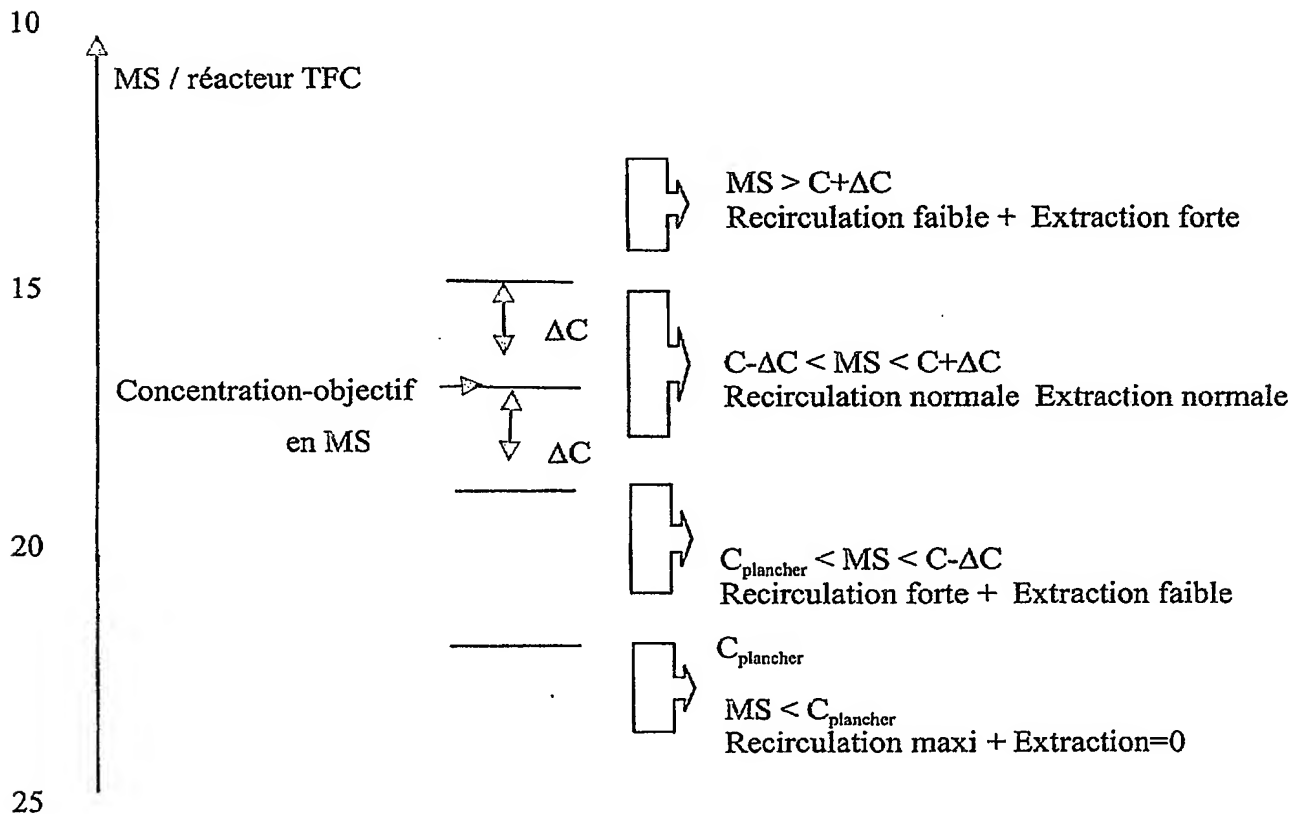 10
MS / réacteur TFC
MS > C+ΔC
Recirculation faible + Extraction forte
15
ΔC
C-ΔC < MS < C+ΔC
Recirculation normale Extraction normale
Concentration-objectif
en MS
ΔC
20
Cplancher < MS < C-ΔC
Recirculation forte + Extraction faible
Cplancher
MS < Cplancher
Recirculation maxi + Extraction=0
25